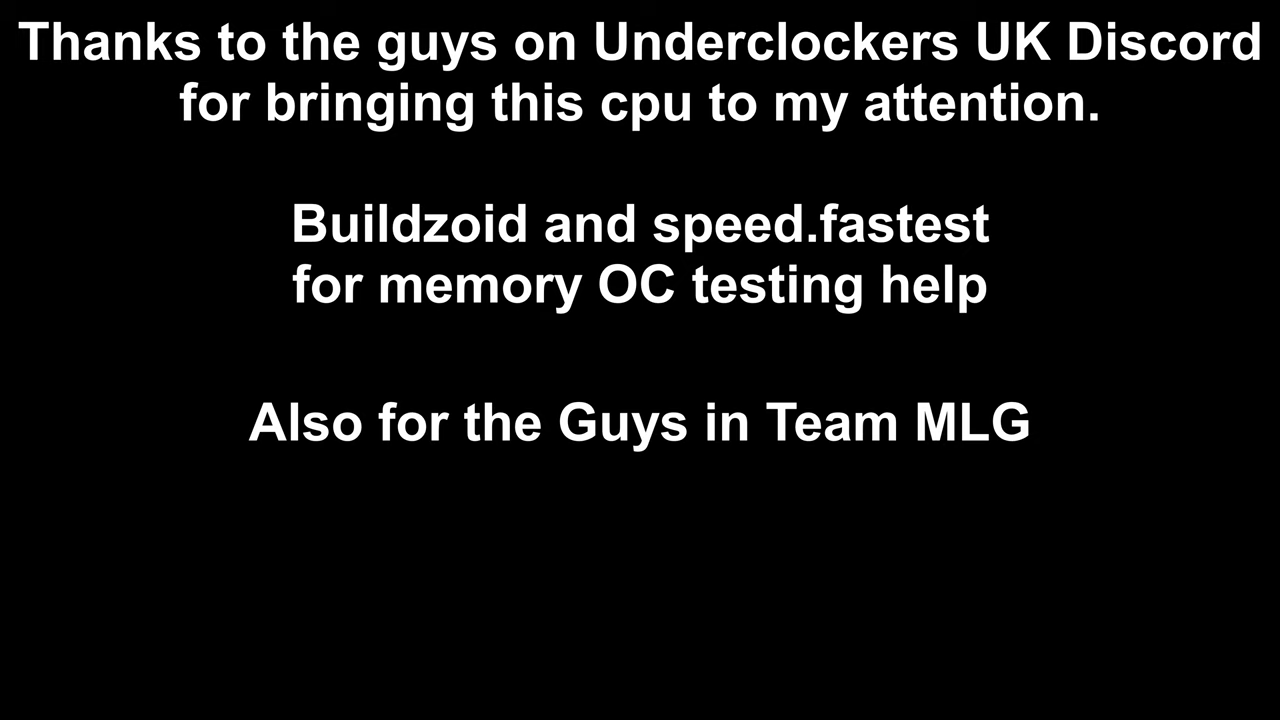 Thanks to the guys on Underclockers UK Discord
for bringing this cpu to my attention.
Buildzoid and speed.fastest
for memory OC testing help
Also for the Guys in Team MLG